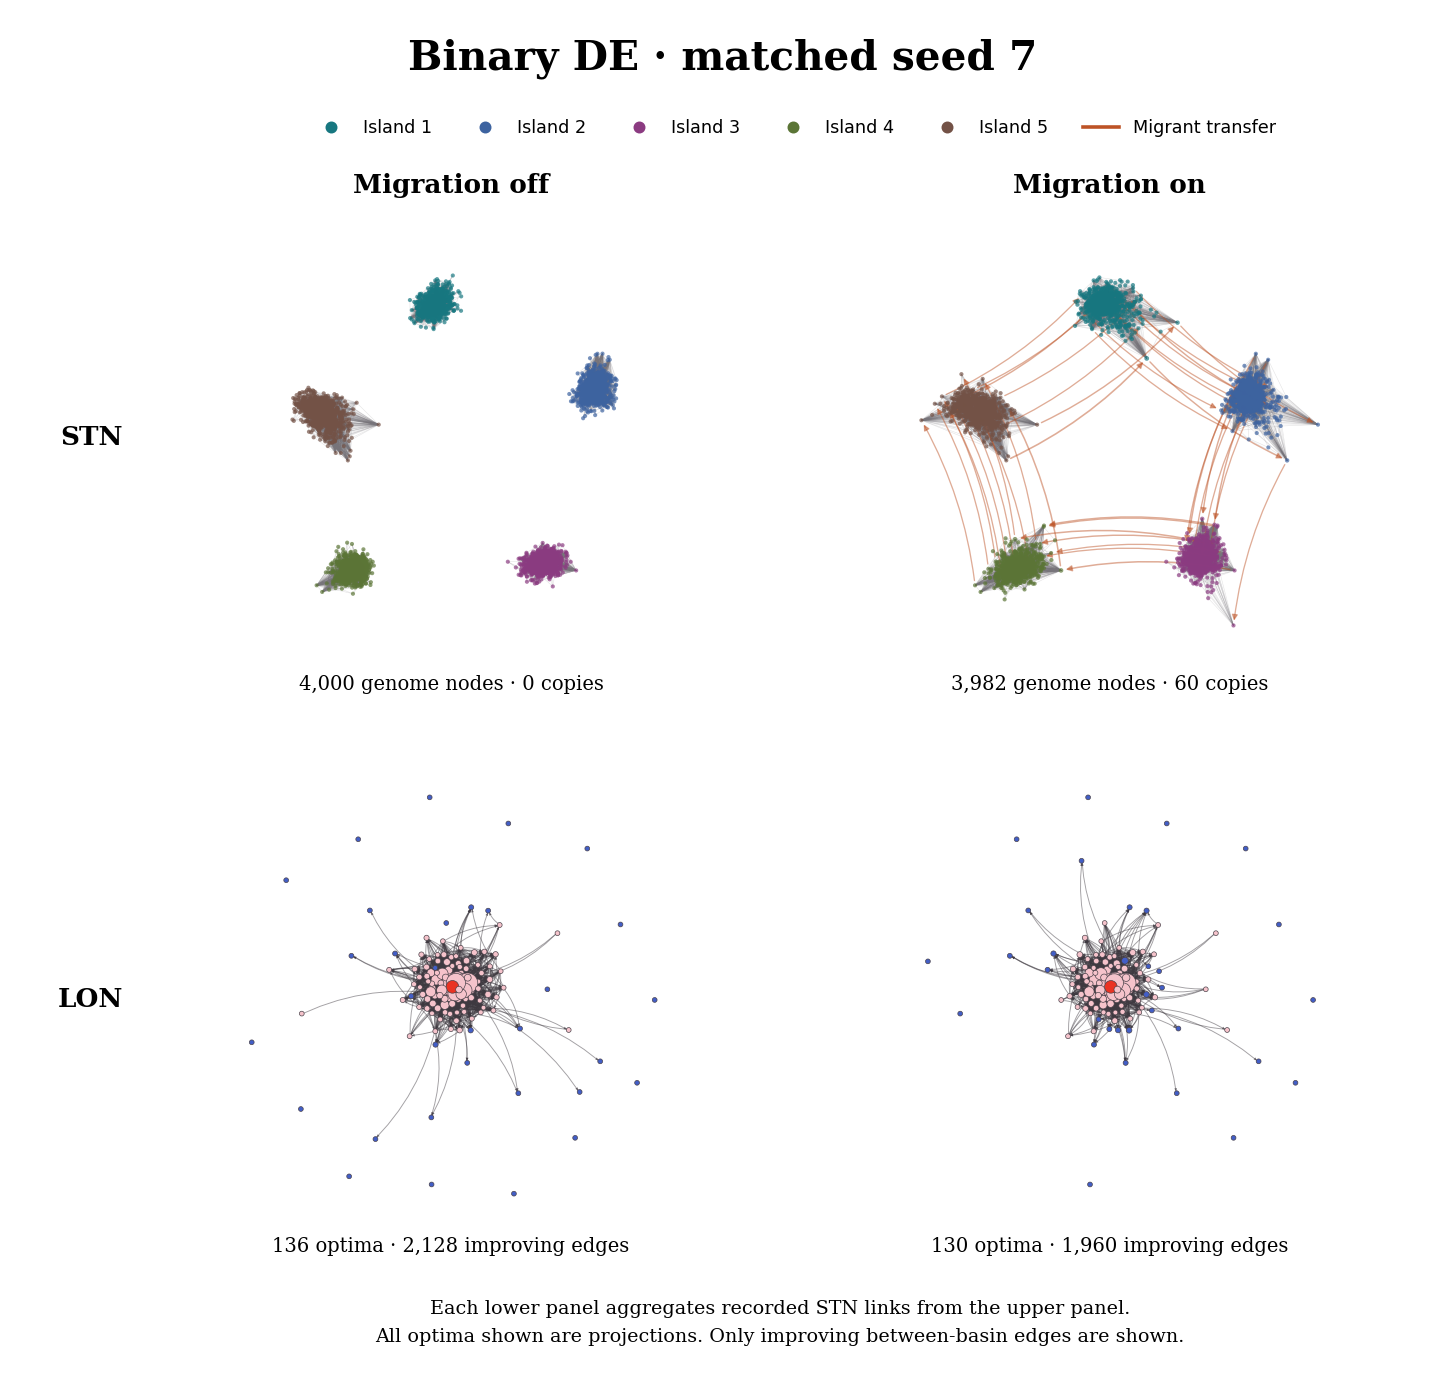 Binary DE · matched seed 7
Island 1
Island 2
Island 3
Island 4
Island 5
Migrant transfer
Migration off
Migration on
STN
4,000 genome nodes · 0 copies
3,982 genome nodes · 60 copies
LON
136 optima · 2,128 improving edges
130 optima · 1,960 improving edges
Each lower panel aggregates recorded STN links from the upper panel.
All optima shown are projections. Only improving between-basin edges are shown.